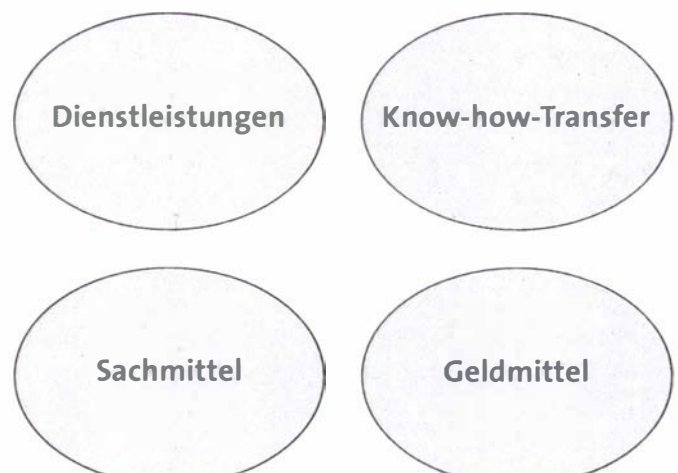 Dienstleistungen
Know-how-Transfer
Sachmittel
Geldmittel